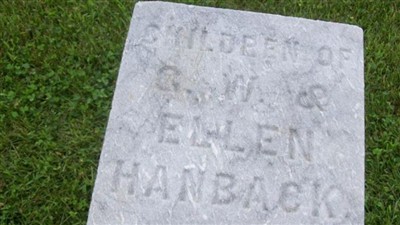 CHILDREN OF
W. &
ELLEN
HANBACK.